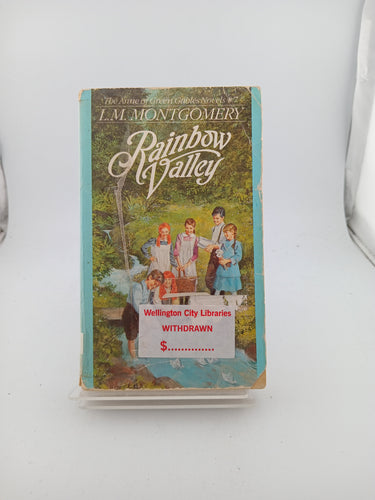 The Anne of Green Gables Novels #7
L.M. MONTGOMERY
Rainbow
Valley
Wellington City Libraries
WITHDRAWN
$..............